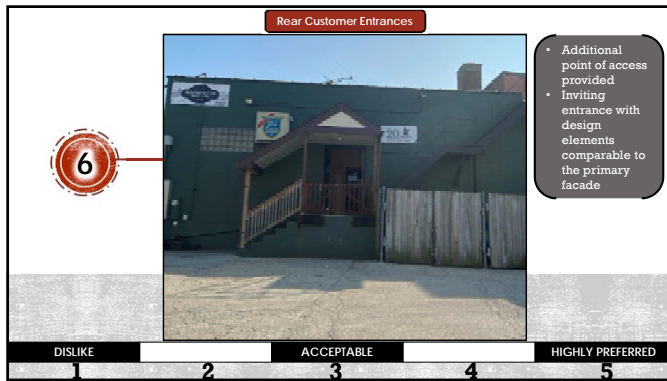 Rear Customer Entrances
6
• Additional
point of access
provided
• Inviting
entrance with
design
elements
comparable to
the primary
facade
20
DISLIKE ACCEPTABLE HIGHLY PREFERRED
1 2 3 4 5